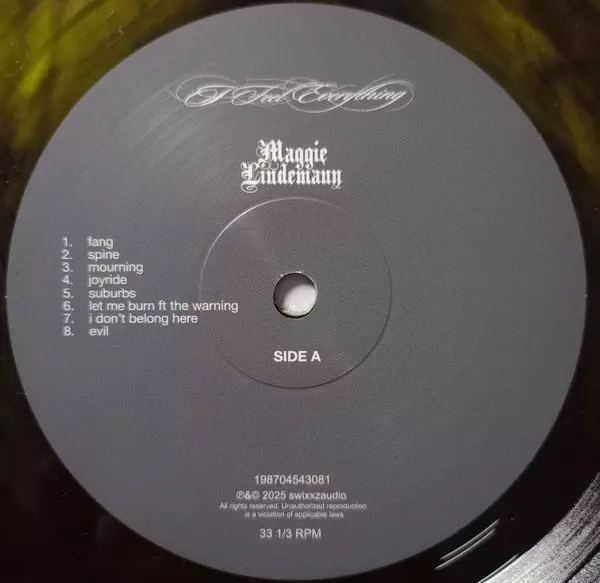 I Feel Everything
Maggie
Lindemann
1. fang
2. spine
3. mourning
4. joyride
5. suburbs
6. let me burn ft the warning
7. i don't belong here
8. evil
SIDE A
198704543081
℗&© 2025 swixxzaudio
All rights reserved. Unauthorized reproduction
is a violation of applicable laws
33 1/3 RPM